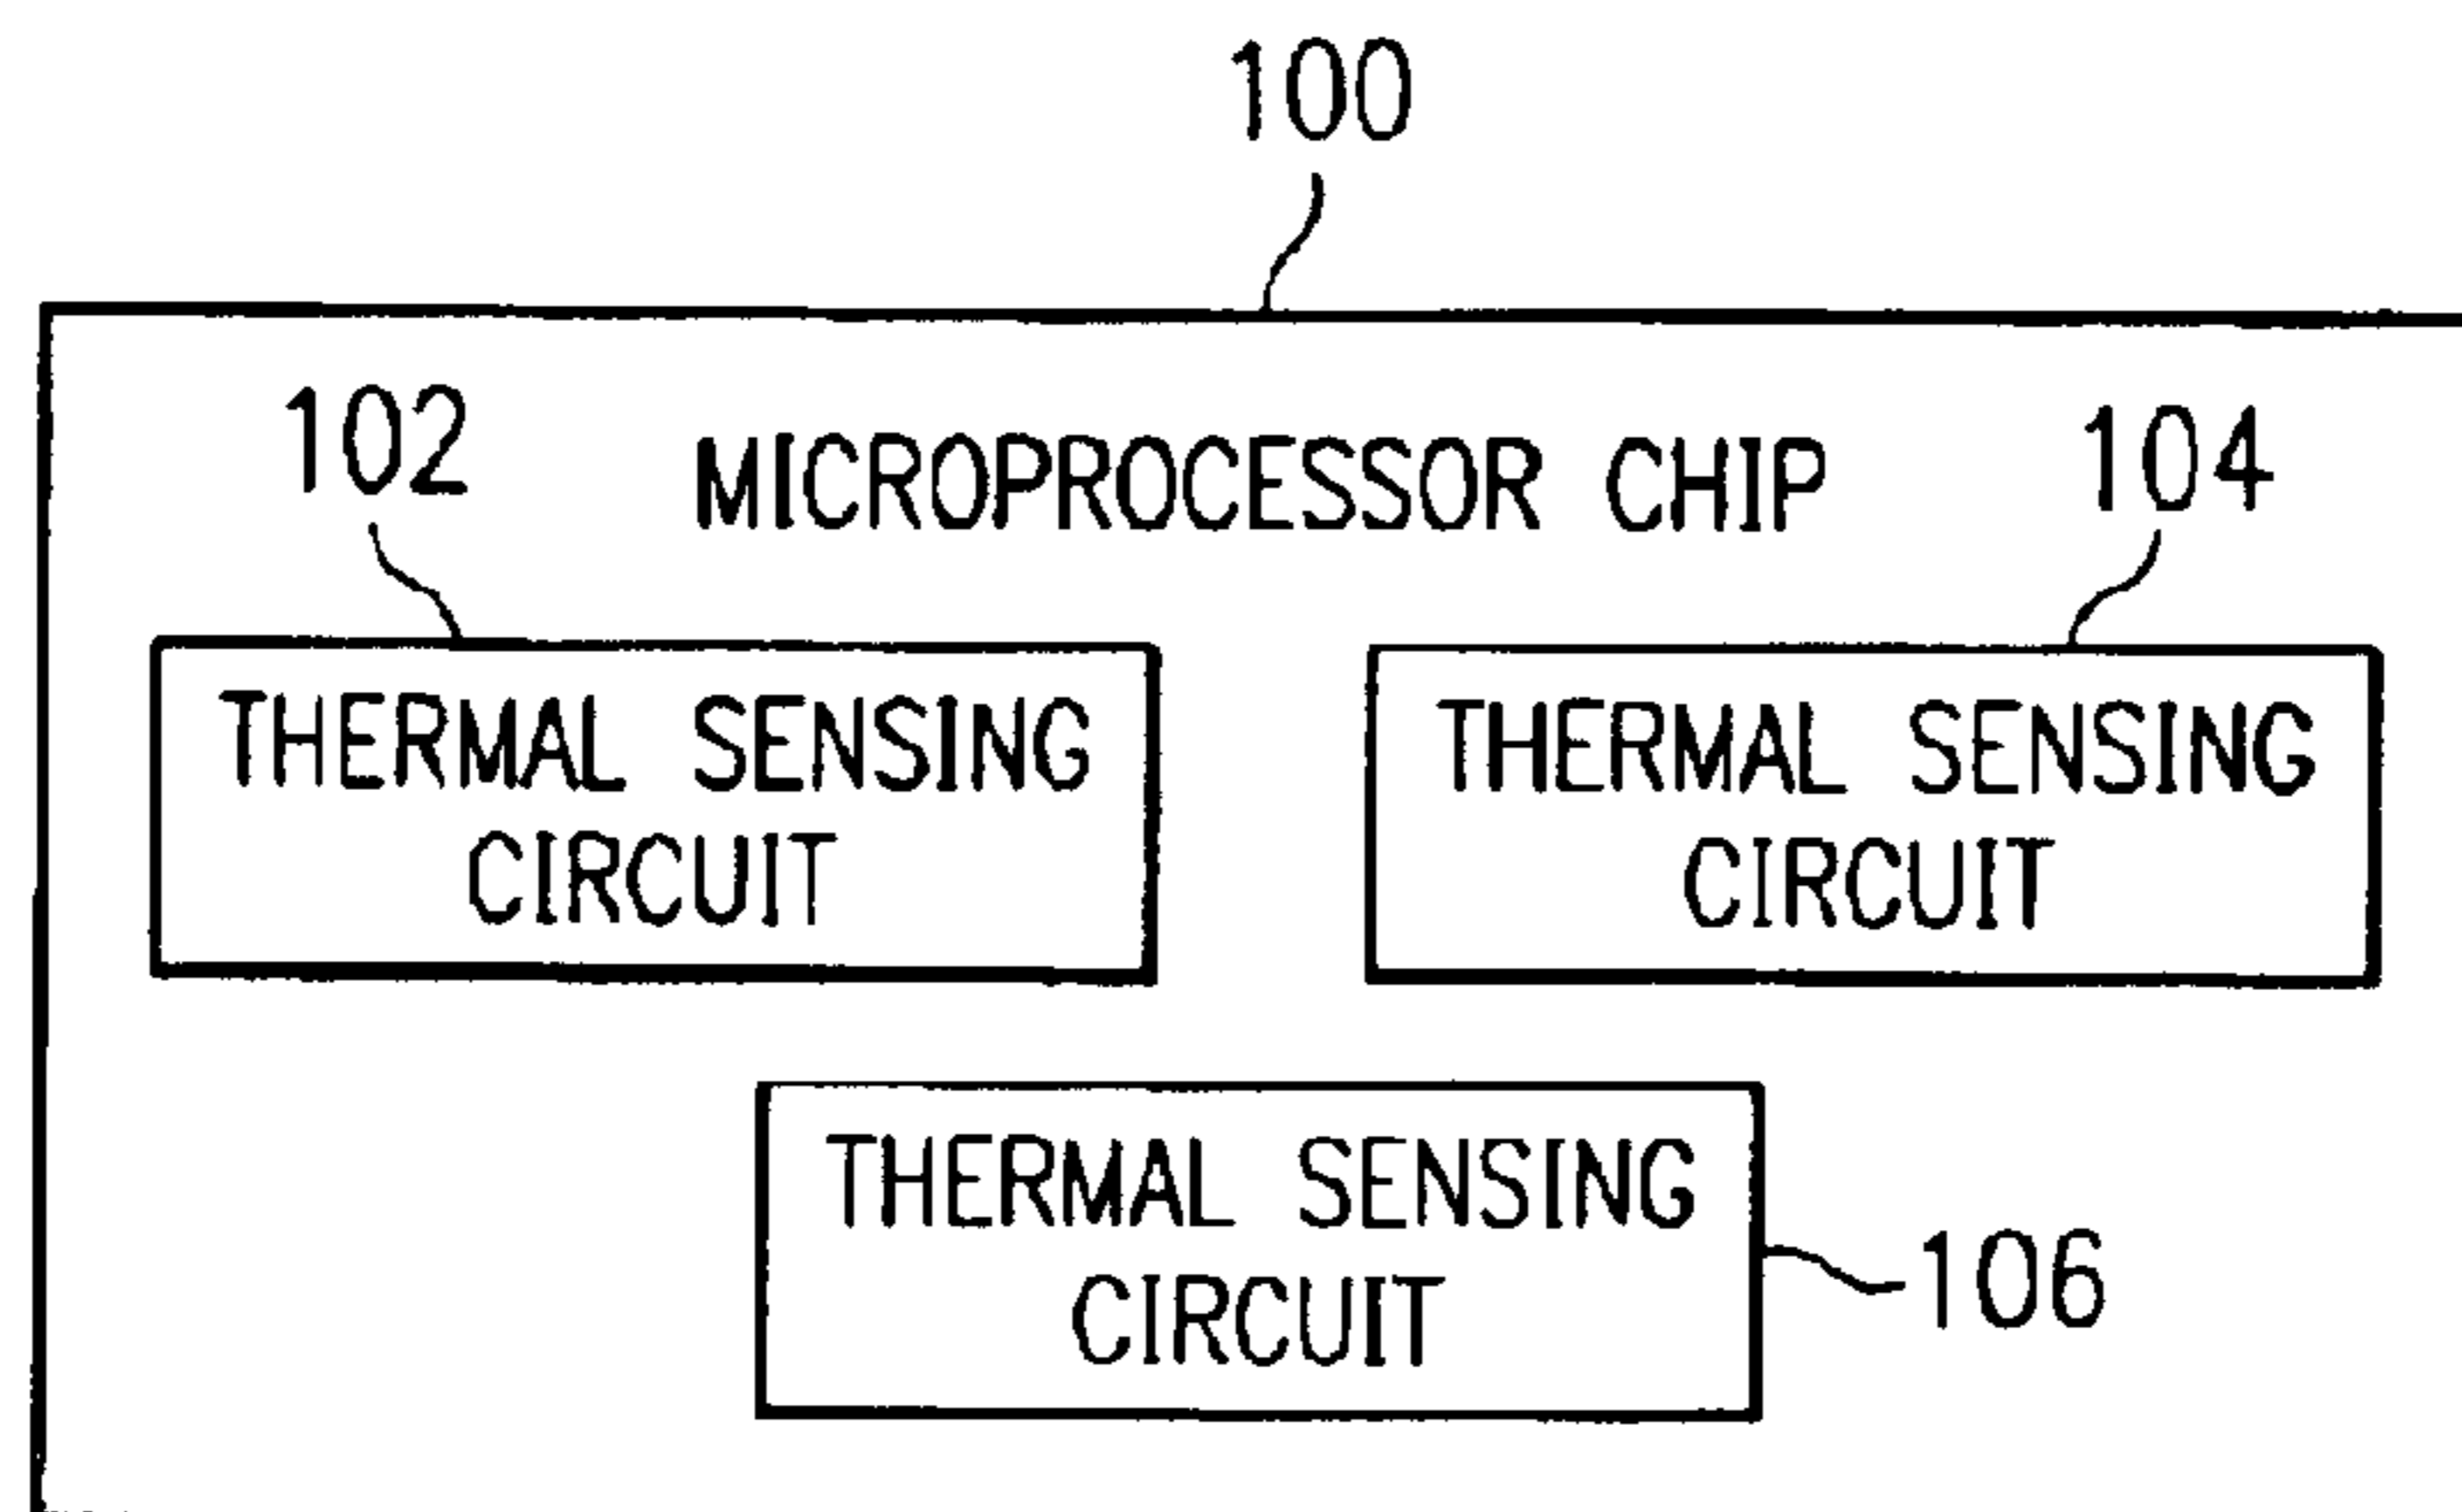 100
102
MICROPROCESSOR CHIP
104
THERMAL SENSING
CIRCUIT
THERMAL SENSING
CIRCUIT
THERMAL SENSING
CIRCUIT
106